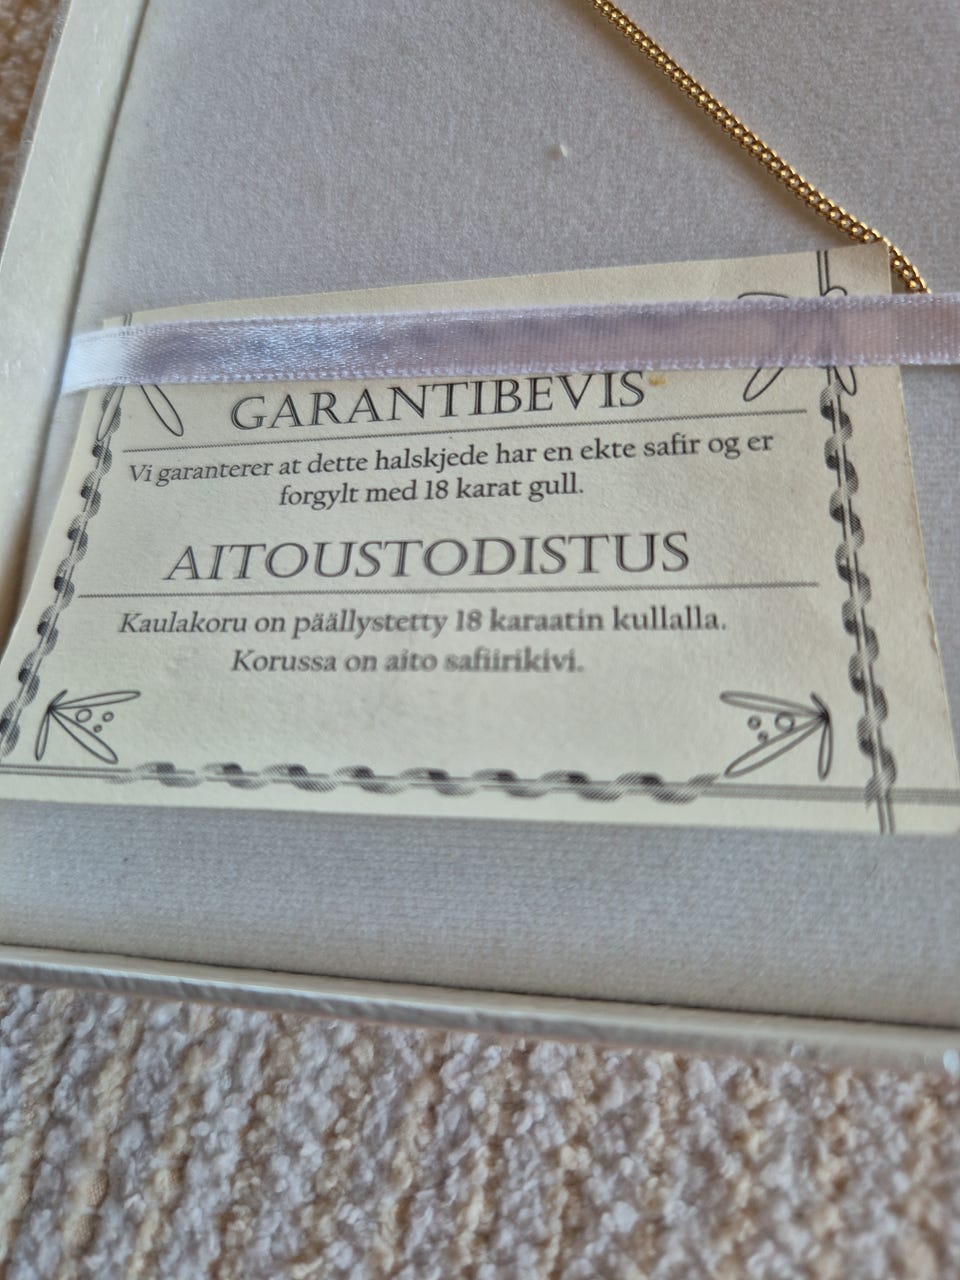 GARANTIBEVIS
Vi garanterer at dette halskjede har en ekte safir og er
forgylt med 18 karat gull.
AITOUSTODISTUS
Kaulakoru on päällystetty 18 karaatin kullalla.
Korussa on aito safiirikivi.